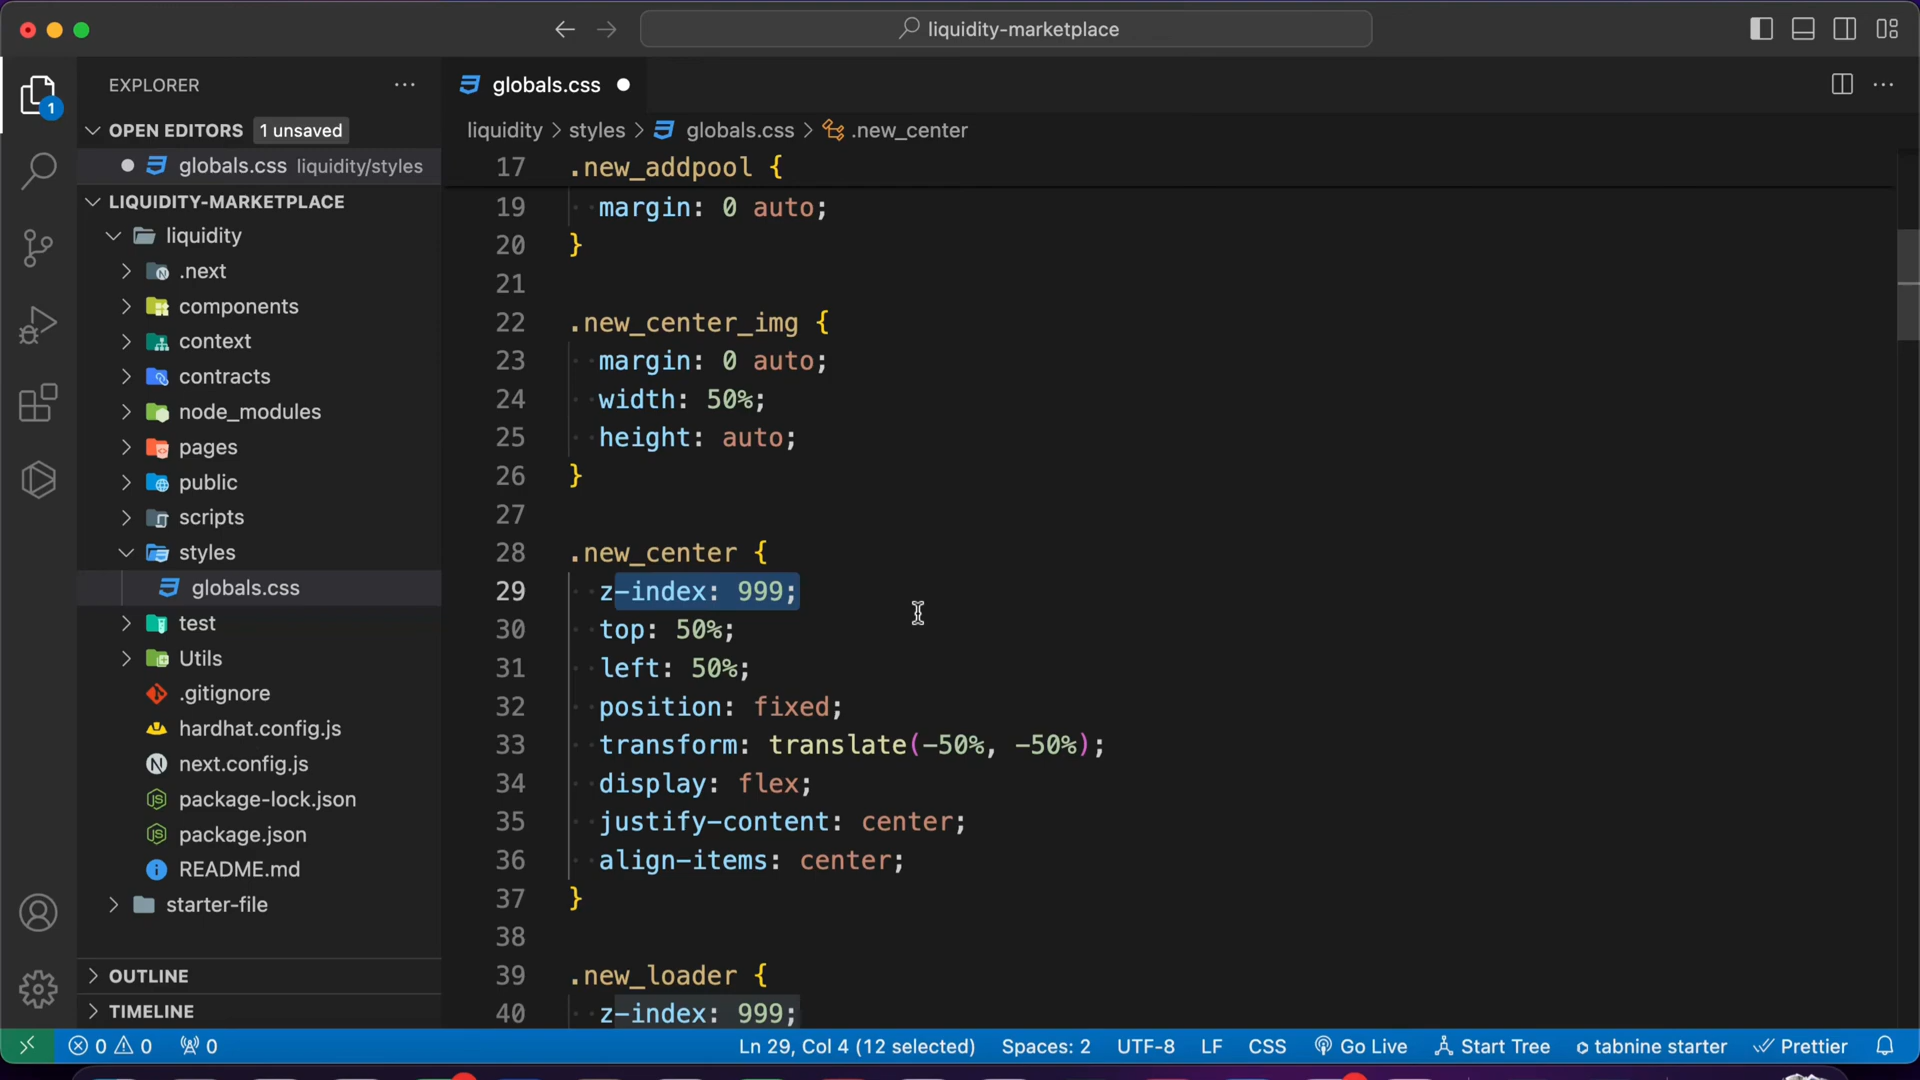 liquidity-marketplace
EXPLORER
globals.css
1
OPEN EDITORS 1 unsaved
globals.css liquidity/styles
LIQUIDITY-MARKETPLACE
liquidity
.next
components
context
contracts
node_modules
pages
public
scripts
styles
globals.css
test
Utils
.gitignore
hardhat.config.js
next.config.js
package-lock.json
package.json
README.md
starter-file
OUTLINE
TIMELINE
liquidity > styles > globals.css > .new_center
17 .new_addpool {
19 margin: 0 auto;
20 }
21
22 .new_center_img {
23 margin: 0 auto;
24 width: 50%;
25 height: auto;
26 }
27
28 .new_center {
29 z-index: 999;
30 top: 50%;
31 left: 50%;
32 position: fixed;
33 transform: translate(-50%, -50%);
34 display: flex;
35 justify-content: center;
36 align-items: center;
37 }
38
39 .new_loader {
40 z-index: 999;
0 0 0 Ln 29, Col 4 (12 selected) Spaces: 2 UTF-8 LF CSS Go Live Start Tree tabnine starter Prettier